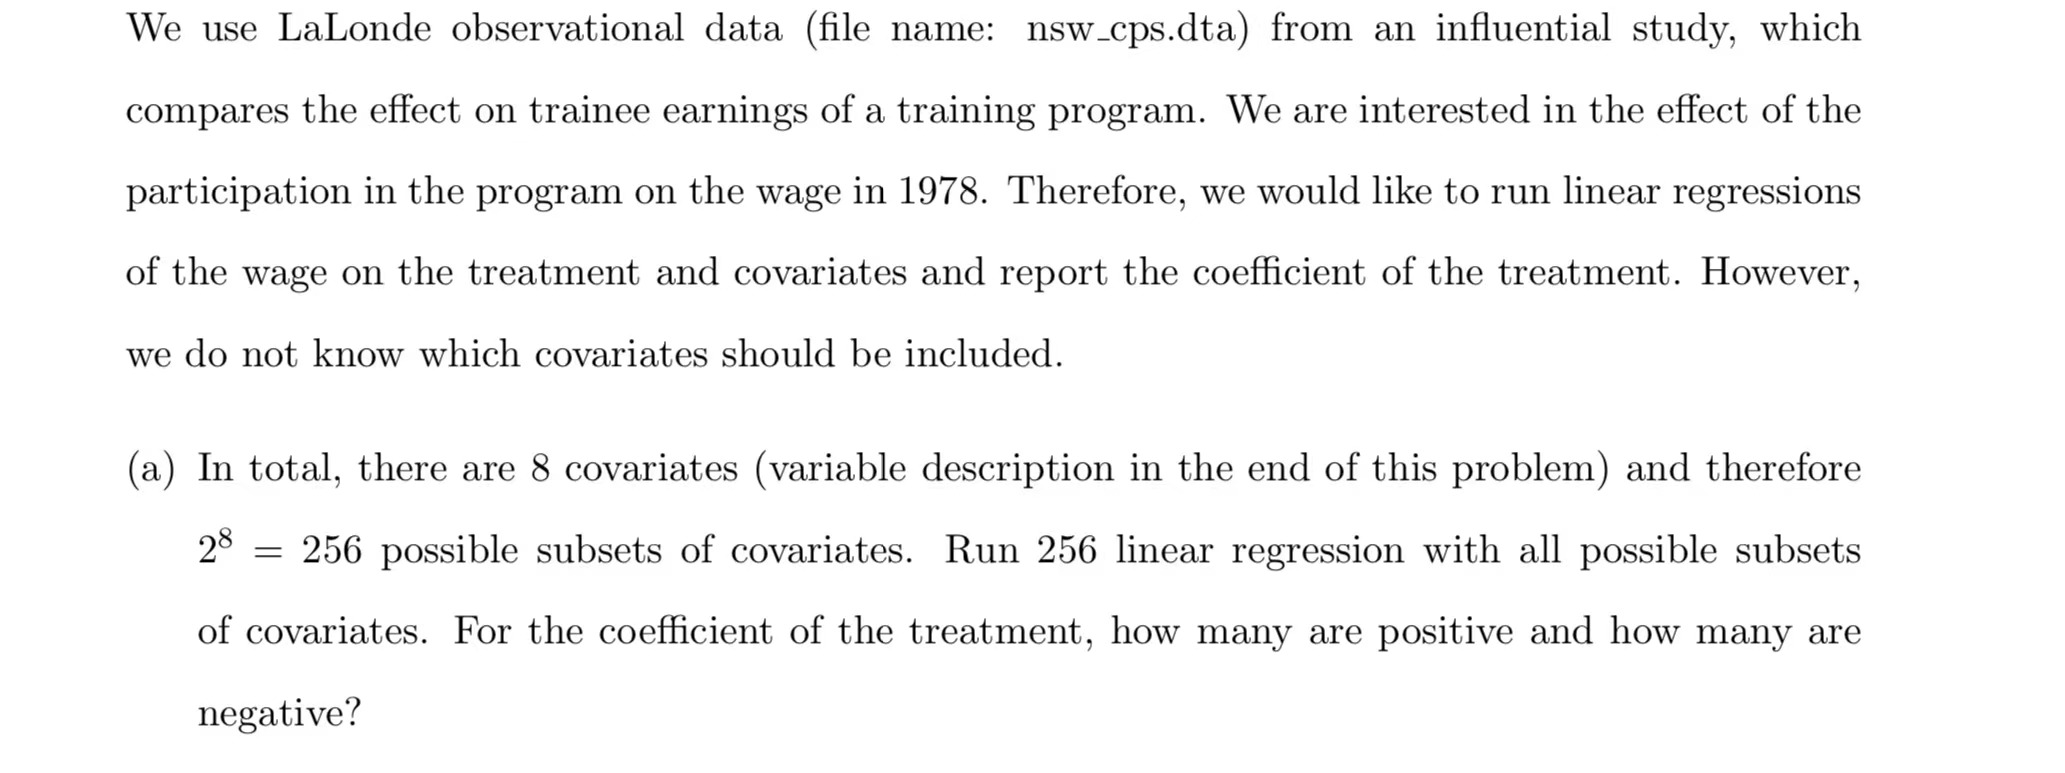 We use LaLonde observational data (file name: nsw_cps.dta) from an influential study, which
compares the effect on trainee earnings of a training program. We are interested in the effect of the
participation in the program on the wage in 1978. Therefore, we would like to run linear regressions
of the wage on the treatment and covariates and report the coefficient of the treatment. However,
we do not know which covariates should be included.
(a) In total, there are 8 covariates (variable description in the end of this problem) and therefore
2⁸ = 256 possible subsets of covariates. Run 256 linear regression with all possible subsets
of covariates. For the coefficient of the treatment, how many are positive and how many are
negative?